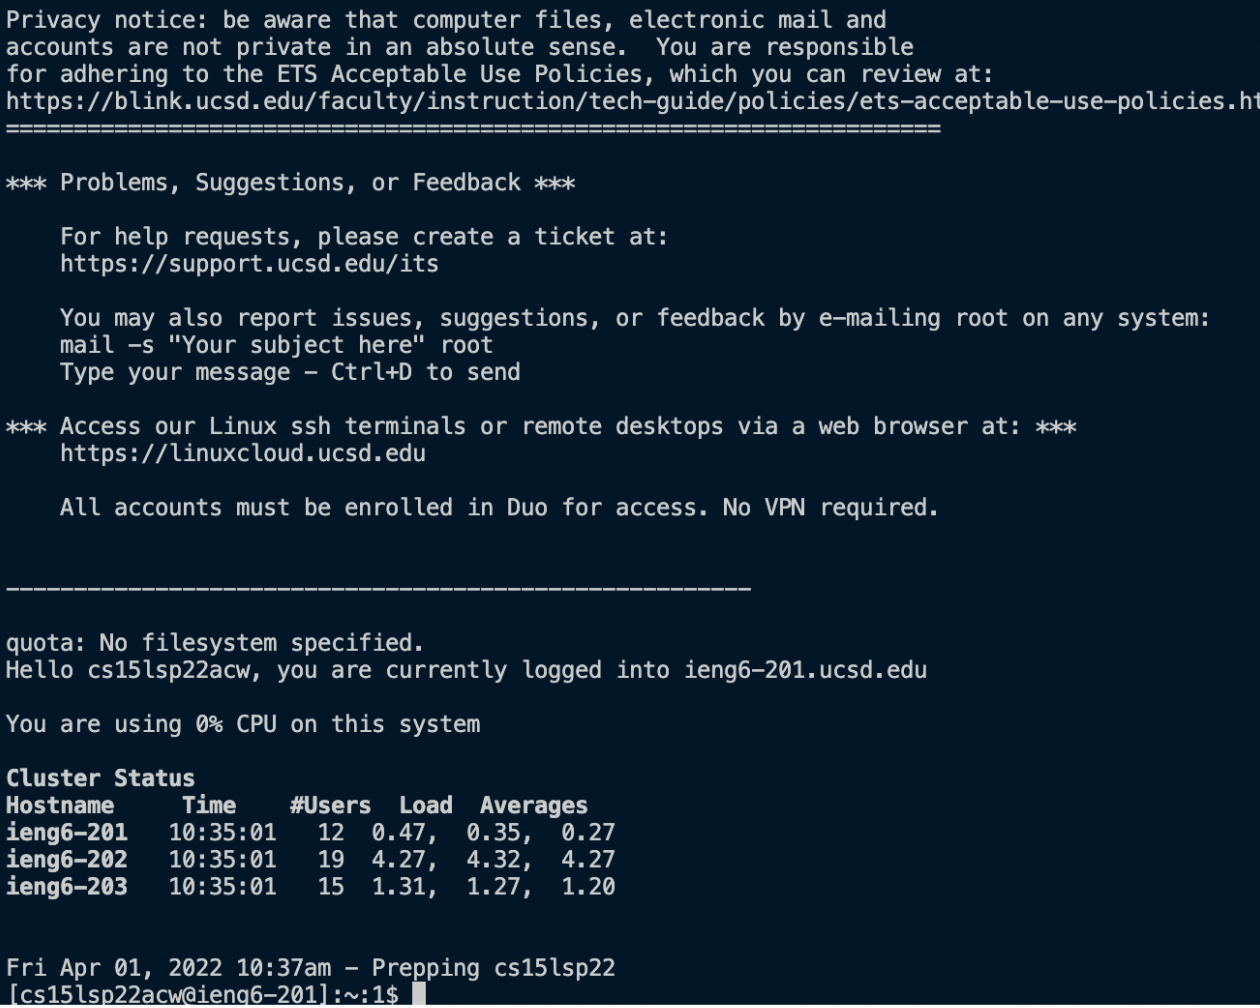 Privacy notice: be aware that computer files, electronic mail and
accounts are not private in an absolute sense.  You are responsible
for adhering to the ETS Acceptable Use Policies, which you can review at:
https://blink.ucsd.edu/faculty/instruction/tech-guide/policies/ets-acceptable-use-policies.ht
=====================================================================
*** Problems, Suggestions, or Feedback ***
For help requests, please create a ticket at:
https://support.ucsd.edu/its
You may also report issues, suggestions, or feedback by e-mailing root on any system:
mail -s "Your subject here" root
Type your message - Ctrl+D to send
*** Access our Linux ssh terminals or remote desktops via a web browser at: ***
https://linuxcloud.ucsd.edu
All accounts must be enrolled in Duo for access. No VPN required.
-------------------------------------------------------
quota: No filesystem specified.
Hello cs15lsp22acw, you are currently logged into ieng6-201.ucsd.edu
You are using 0% CPU on this system
Cluster Status
Hostname     Time    #Users  Load  Averages
ieng6-201   10:35:01   12  0.47,  0.35,  0.27
ieng6-202   10:35:01   19  4.27,  4.32,  4.27
ieng6-203   10:35:01   15  1.31,  1.27,  1.20
Fri Apr 01, 2022 10:37am - Prepping cs15lsp22
[cs15lsp22acw@ieng6-201]:~:1$